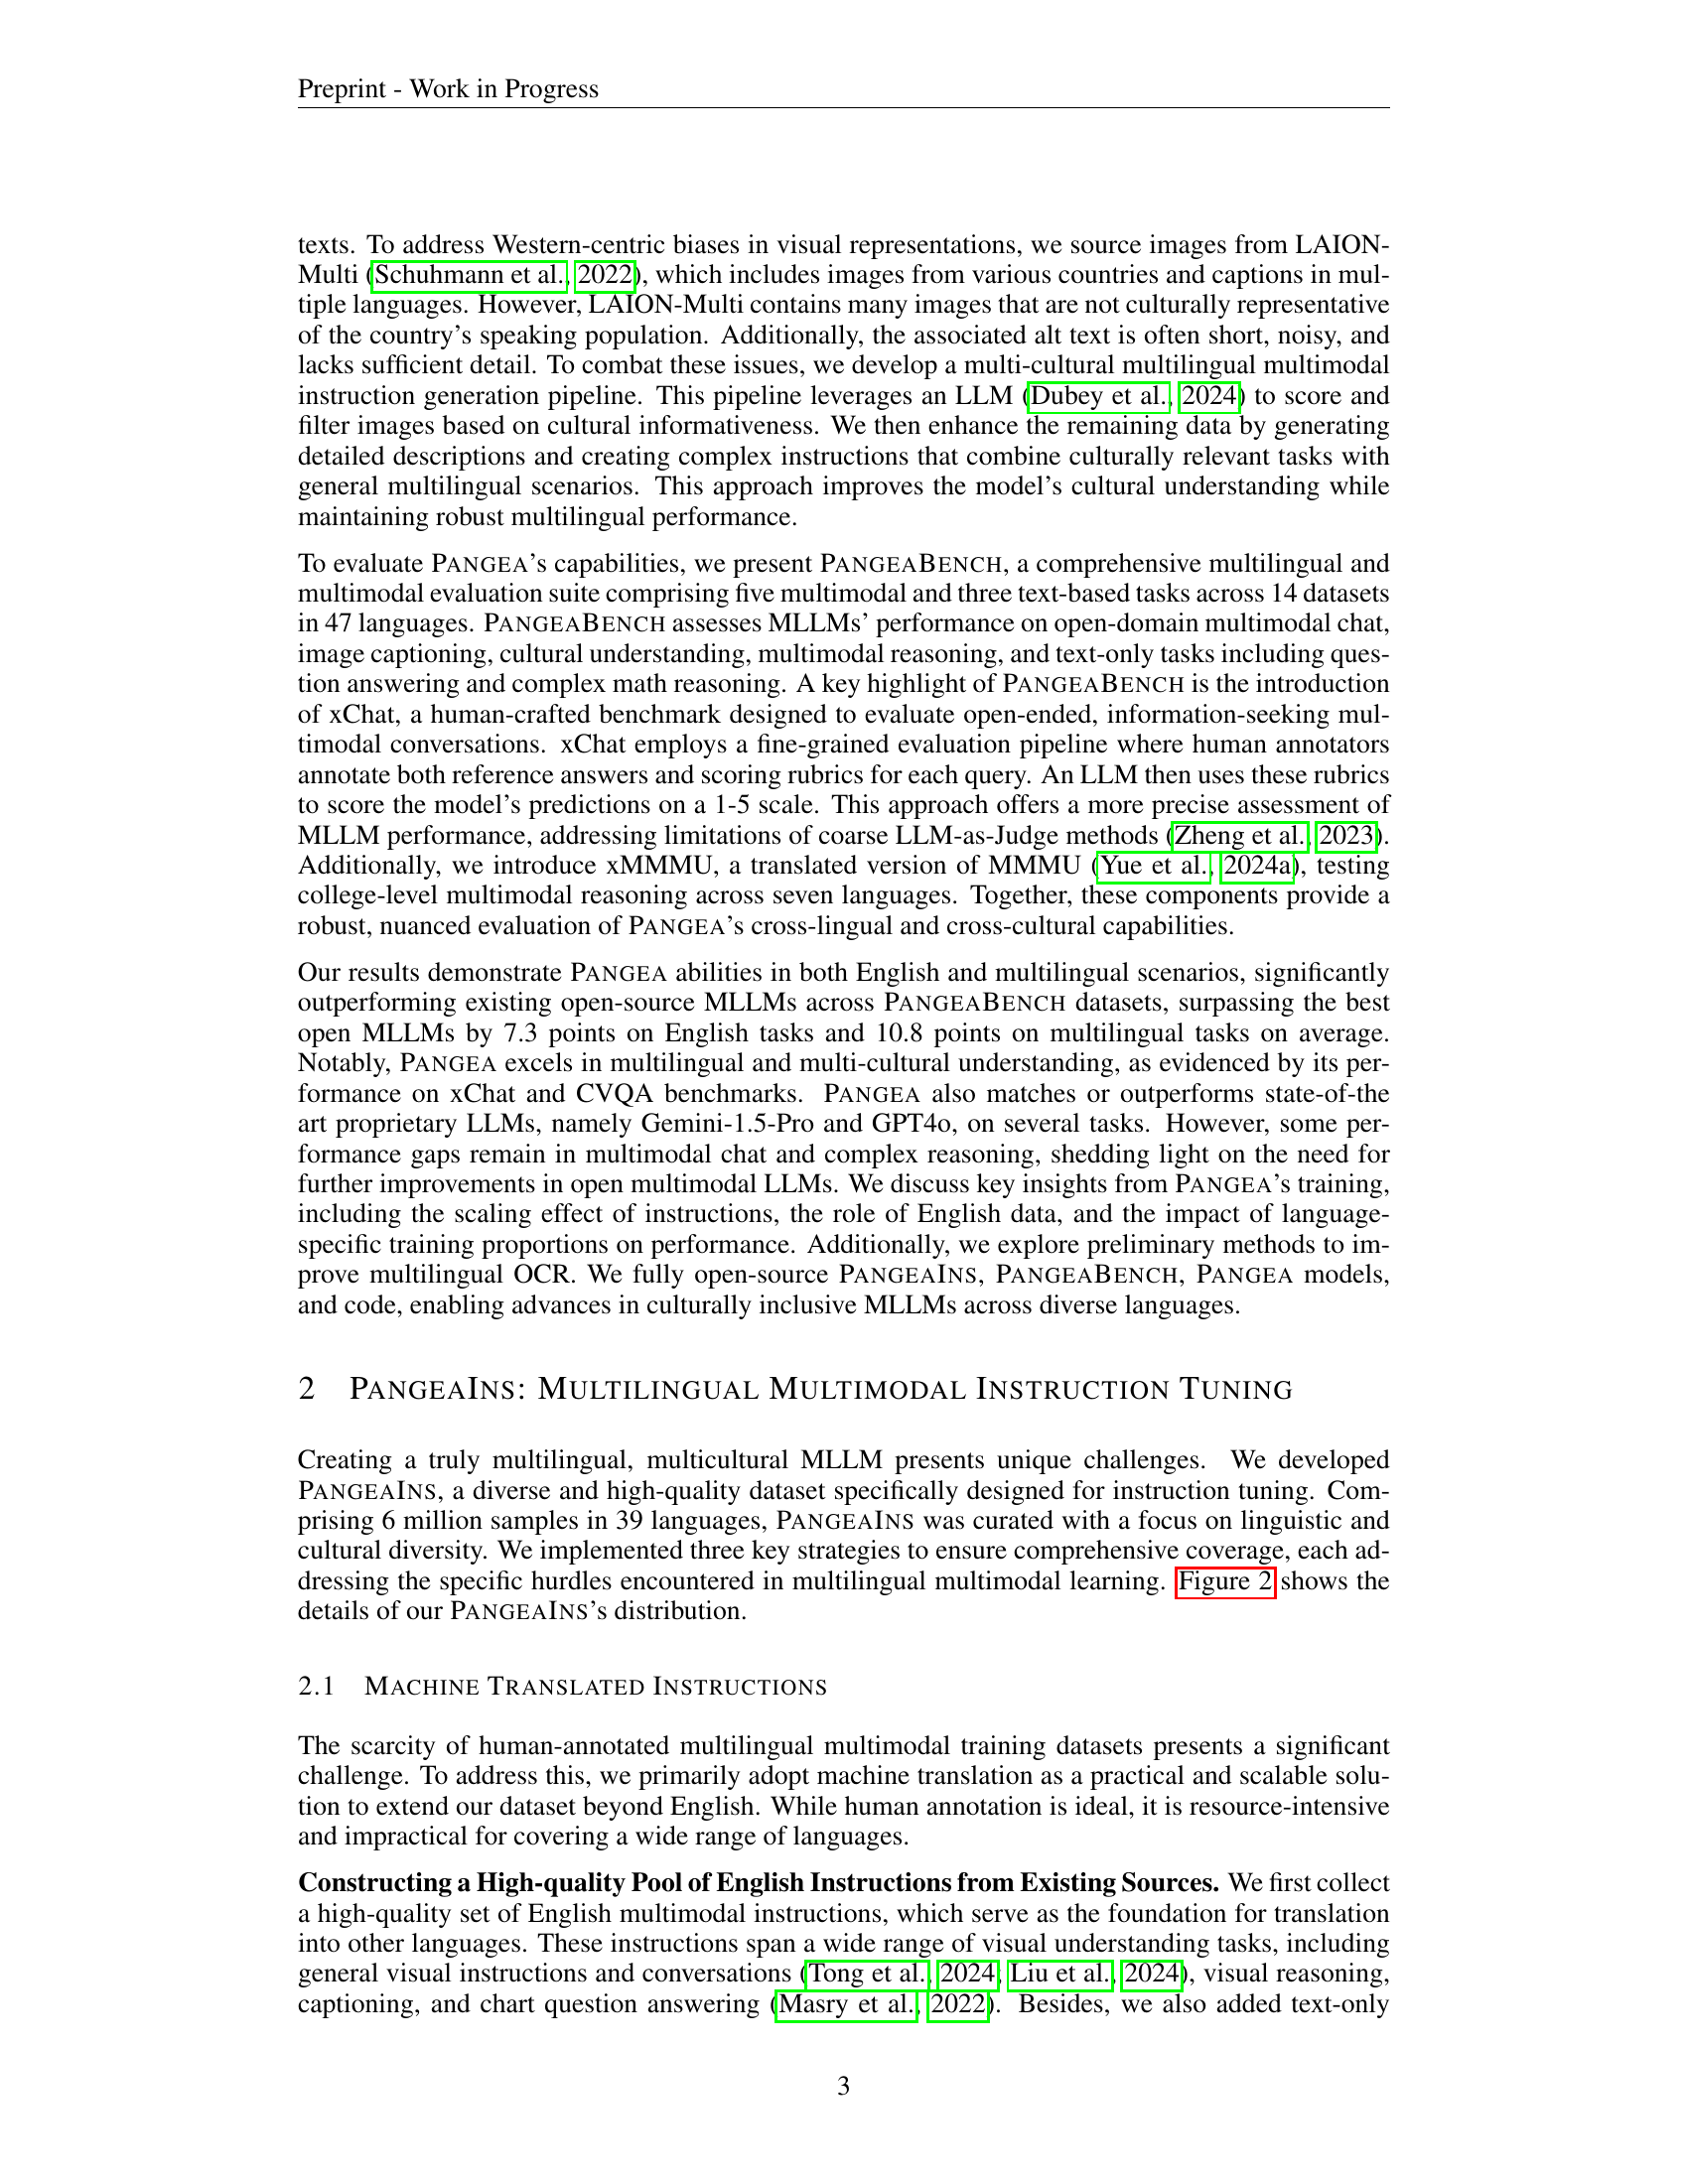 Preprint - Work in Progress
texts. To address Western-centric biases in visual representations, we source images from LAION-
Multi (Schuhmann et al., 2022), which includes images from various countries and captions in mul-
tiple languages. However, LAION-Multi contains many images that are not culturally representative
of the country's speaking population. Additionally, the associated alt text is often short, noisy, and
lacks sufficient detail. To combat these issues, we develop a multi-cultural multilingual multimodal
instruction generation pipeline. This pipeline leverages an LLM (Dubey et al., 2024) to score and
filter images based on cultural informativeness. We then enhance the remaining data by generating
detailed descriptions and creating complex instructions that combine culturally relevant tasks with
general multilingual scenarios. This approach improves the model's cultural understanding while
maintaining robust multilingual performance.
To evaluate PANGEA's capabilities, we present PANGEABENCH, a comprehensive multilingual and
multimodal evaluation suite comprising five multimodal and three text-based tasks across 14 datasets
in 47 languages. PANGEABENCH assesses MLLMs' performance on open-domain multimodal chat,
image captioning, cultural understanding, multimodal reasoning, and text-only tasks including ques-
tion answering and complex math reasoning. A key highlight of PANGEABENCH is the introduction
of xChat, a human-crafted benchmark designed to evaluate open-ended, information-seeking mul-
timodal conversations. xChat employs a fine-grained evaluation pipeline where human annotators
annotate both reference answers and scoring rubrics for each query. An LLM then uses these rubrics
to score the model's predictions on a 1-5 scale. This approach offers a more precise assessment of
MLLM performance, addressing limitations of coarse LLM-as-Judge methods (Zheng et al., 2023).
Additionally, we introduce xMMMU, a translated version of MMMU (Yue et al., 2024a), testing
college-level multimodal reasoning across seven languages. Together, these components provide a
robust, nuanced evaluation of PANGEA's cross-lingual and cross-cultural capabilities.
Our results demonstrate PANGEA abilities in both English and multilingual scenarios, significantly
outperforming existing open-source MLLMs across PANGEABENCH datasets, surpassing the best
open MLLMs by 7.3 points on English tasks and 10.8 points on multilingual tasks on average.
Notably, PANGEA excels in multilingual and multi-cultural understanding, as evidenced by its per-
formance on xChat and CVQA benchmarks. PANGEA also matches or outperforms state-of-the
art proprietary LLMs, namely Gemini-1.5-Pro and GPT4o, on several tasks. However, some per-
formance gaps remain in multimodal chat and complex reasoning, shedding light on the need for
further improvements in open multimodal LLMs. We discuss key insights from PANGEA's training,
including the scaling effect of instructions, the role of English data, and the impact of language-
specific training proportions on performance. Additionally, we explore preliminary methods to im-
prove multilingual OCR. We fully open-source PANGEAINS, PANGEABENCH, PANGEA models,
and code, enabling advances in culturally inclusive MLLMs across diverse languages.
2 PANGEAINS: MULTILINGUAL MULTIMODAL INSTRUCTION TUNING
Creating a truly multilingual, multicultural MLLM presents unique challenges. We developed
PANGEAINS, a diverse and high-quality dataset specifically designed for instruction tuning. Com-
prising 6 million samples in 39 languages, PANGEAINS was curated with a focus on linguistic and
cultural diversity. We implemented three key strategies to ensure comprehensive coverage, each ad-
dressing the specific hurdles encountered in multilingual multimodal learning. Figure 2 shows the
details of our PANGEAINS's distribution.
2.1 MACHINE TRANSLATED INSTRUCTIONS
The scarcity of human-annotated multilingual multimodal training datasets presents a significant
challenge. To address this, we primarily adopt machine translation as a practical and scalable solu-
tion to extend our dataset beyond English. While human annotation is ideal, it is resource-intensive
and impractical for covering a wide range of languages.
Constructing a High-quality Pool of English Instructions from Existing Sources. We first collect
a high-quality set of English multimodal instructions, which serve as the foundation for translation
into other languages. These instructions span a wide range of visual understanding tasks, including
general visual instructions and conversations (Tong et al., 2024; Liu et al., 2024), visual reasoning,
captioning, and chart question answering (Masry et al., 2022). Besides, we also added text-only
3